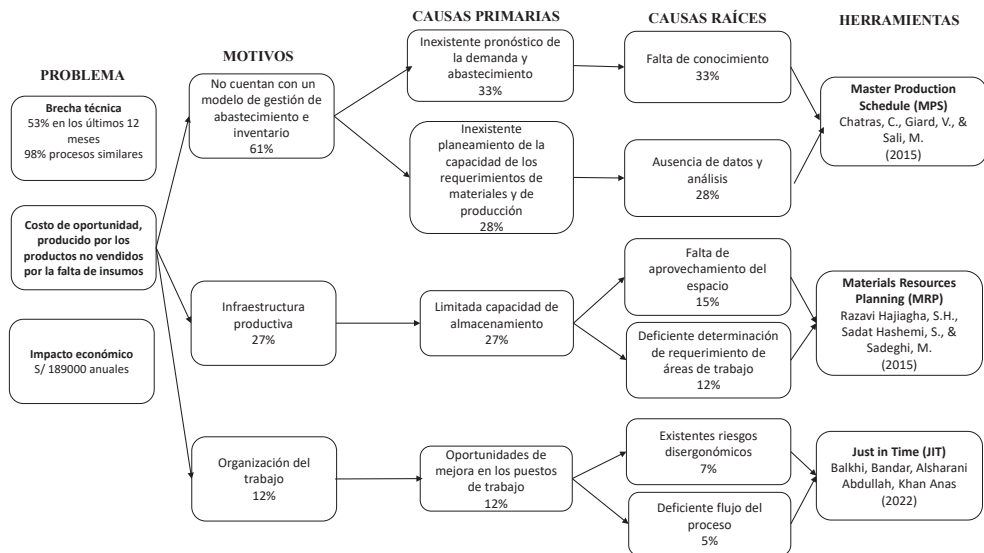 PROBLEMA
Brecha técnica
53% en los últimos 12
meses
98% procesos similares
Costo de oportunidad,
producido por los
productos no vendidos
por la falta de insumos
Impacto económico
S/ 189000 anuales
MOTIVOS
No cuentan con un
modelo de gestión de
abastecimiento e
inventario
61%
Infraestructura
productiva
27%
Organización del
trabajo
12%
CAUSAS PRIMARIAS
Inexistente pronóstico de
la demanda y
abastecimiento
33%
Inexistente
planeamiento de la
capacidad de los
requerimientos de
materiales y de
producción
28%
Limitada capacidad de
almacenamiento
27%
Oportunidades de
mejora en los puestos
de trabajo
12%
CAUSAS RAÍCES
Falta de conocimiento
33%
Ausencia de datos y
análisis
28%
Falta de
aprovechamiento del
espacio
15%
Deficiente determinación
de requerimiento de
áreas de trabajo
12%
Existentes riesgos
disergonómicos
7%
Deficiente flujo del
proceso
5%
HERRAMIENTAS
Master Production
Schedule (MPS)
Chatras, C., Giard, V., &
Sali, M.
(2015)
Materials Resources
Planning (MRP)
Razavi Hajiagha, S.H.,
Sadat Hashemi, S., &
Sadeghi, M.
(2015)
Just in Time (JIT)
Balkhi, Bandar, Alsharani
Abdullah, Khan Anas
(2022)